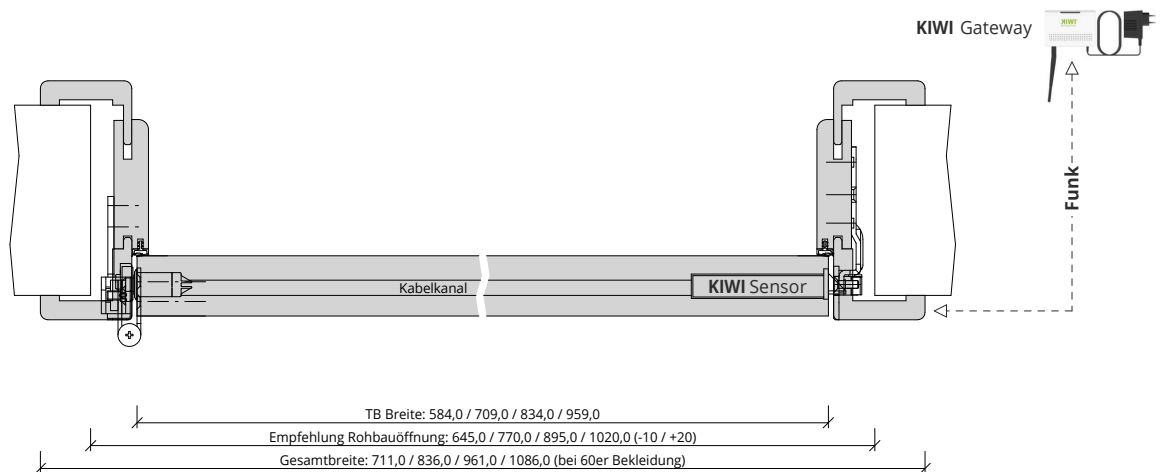 KIWI Gateway
KIWI
Funk
Kabelkanal
KIWI Sensor
TB Breite: 584,0 / 709,0 / 834,0 / 959,0
Empfehlung Rohbauöffnung: 645,0 / 770,0 / 895,0 / 1020,0 (-10 / +20)
Gesamtbreite: 711,0 / 836,0 / 961,0 / 1086,0 (bei 60er Bekleidung)